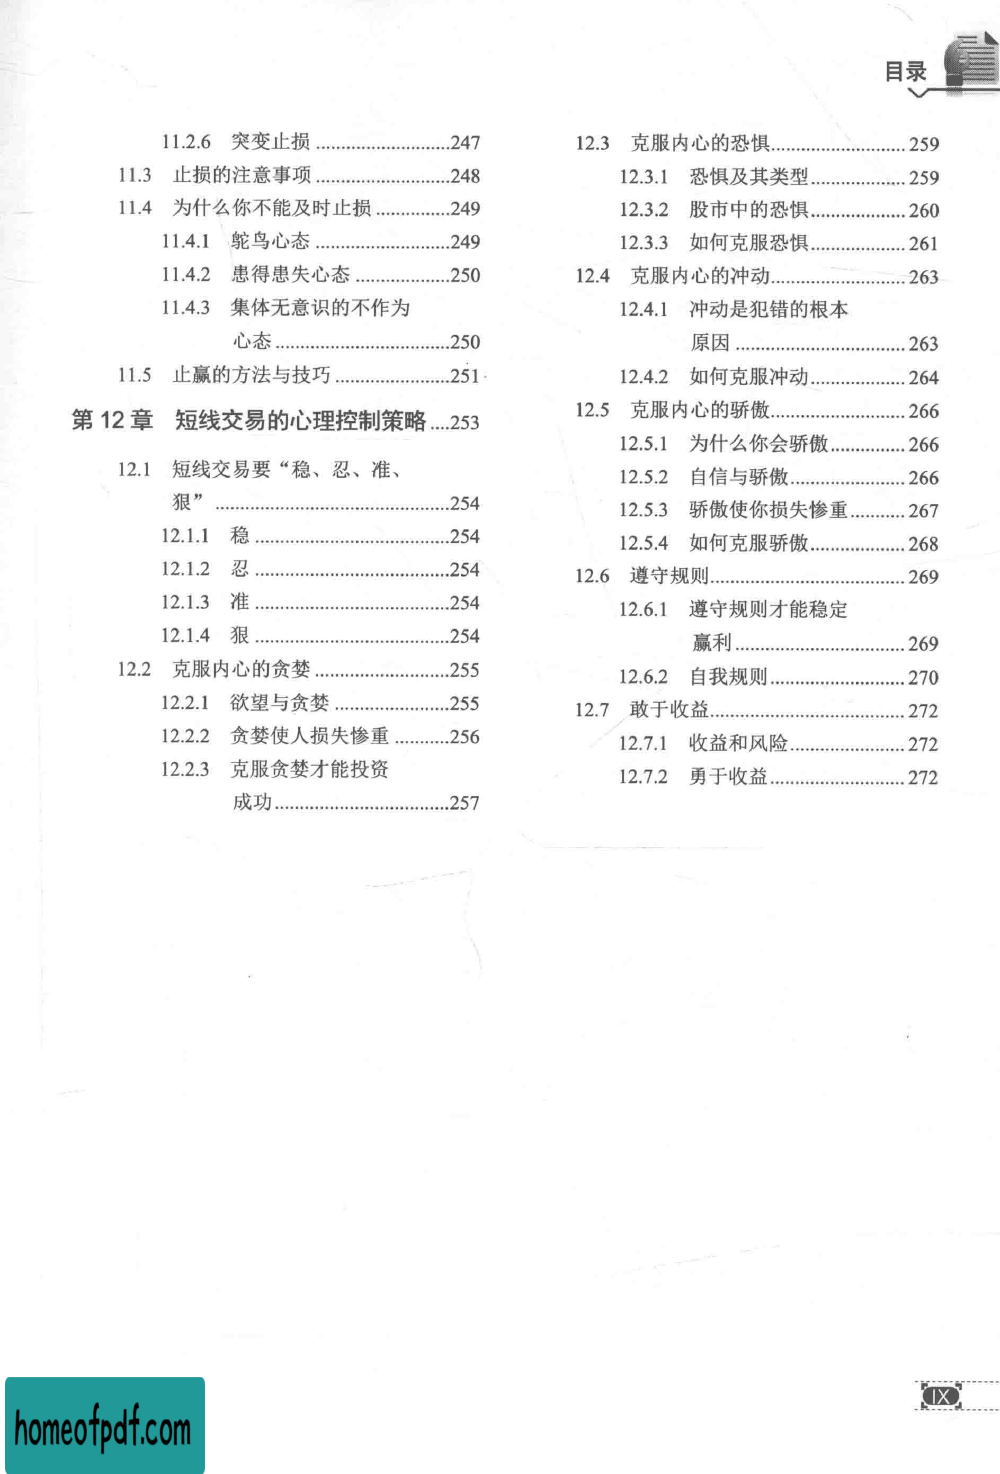 目录
11.2.6 突变止损...........................247
11.3 止损的注意事项...........................248
11.4 为什么你不能及时止损...............249
11.4.1 鸵鸟心态...........................249
11.4.2 患得患失心态...................250
11.4.3 集体无意识的不作为
心态...................................250
11.5 止赢的方法与技巧.......................251
第 12 章 短线交易的心理控制策略....253
12.1 短线交易要“稳、忍、准、
狠”...............................................254
12.1.1 稳.......................................254
12.1.2 忍.......................................254
12.1.3 准.......................................254
12.1.4 狠.......................................254
12.2 克服内心的贪婪...........................255
12.2.1 欲望与贪婪.......................255
12.2.2 贪婪使人损失惨重...........256
12.2.3 克服贪婪才能投资
成功...................................257
12.3 克服内心的恐惧...........................259
12.3.1 恐惧及其类型...................259
12.3.2 股市中的恐惧...................260
12.3.3 如何克服恐惧...................261
12.4 克服内心的冲动...........................263
12.4.1 冲动是犯错的根本
原因..................................263
12.4.2 如何克服冲动...................264
12.5 克服内心的骄傲...........................266
12.5.1 为什么你会骄傲...............266
12.5.2 自信与骄傲.......................266
12.5.3 骄傲使你损失惨重...........267
12.5.4 如何克服骄傲...................268
12.6 遵守规则.......................................269
12.6.1 遵守规则才能稳定
赢利..................................269
12.6.2 自我规则...........................270
12.7 敢于收益.......................................272
12.7.1 收益和风险.......................272
12.7.2 勇于收益...........................272
IX
homeofpdf.com